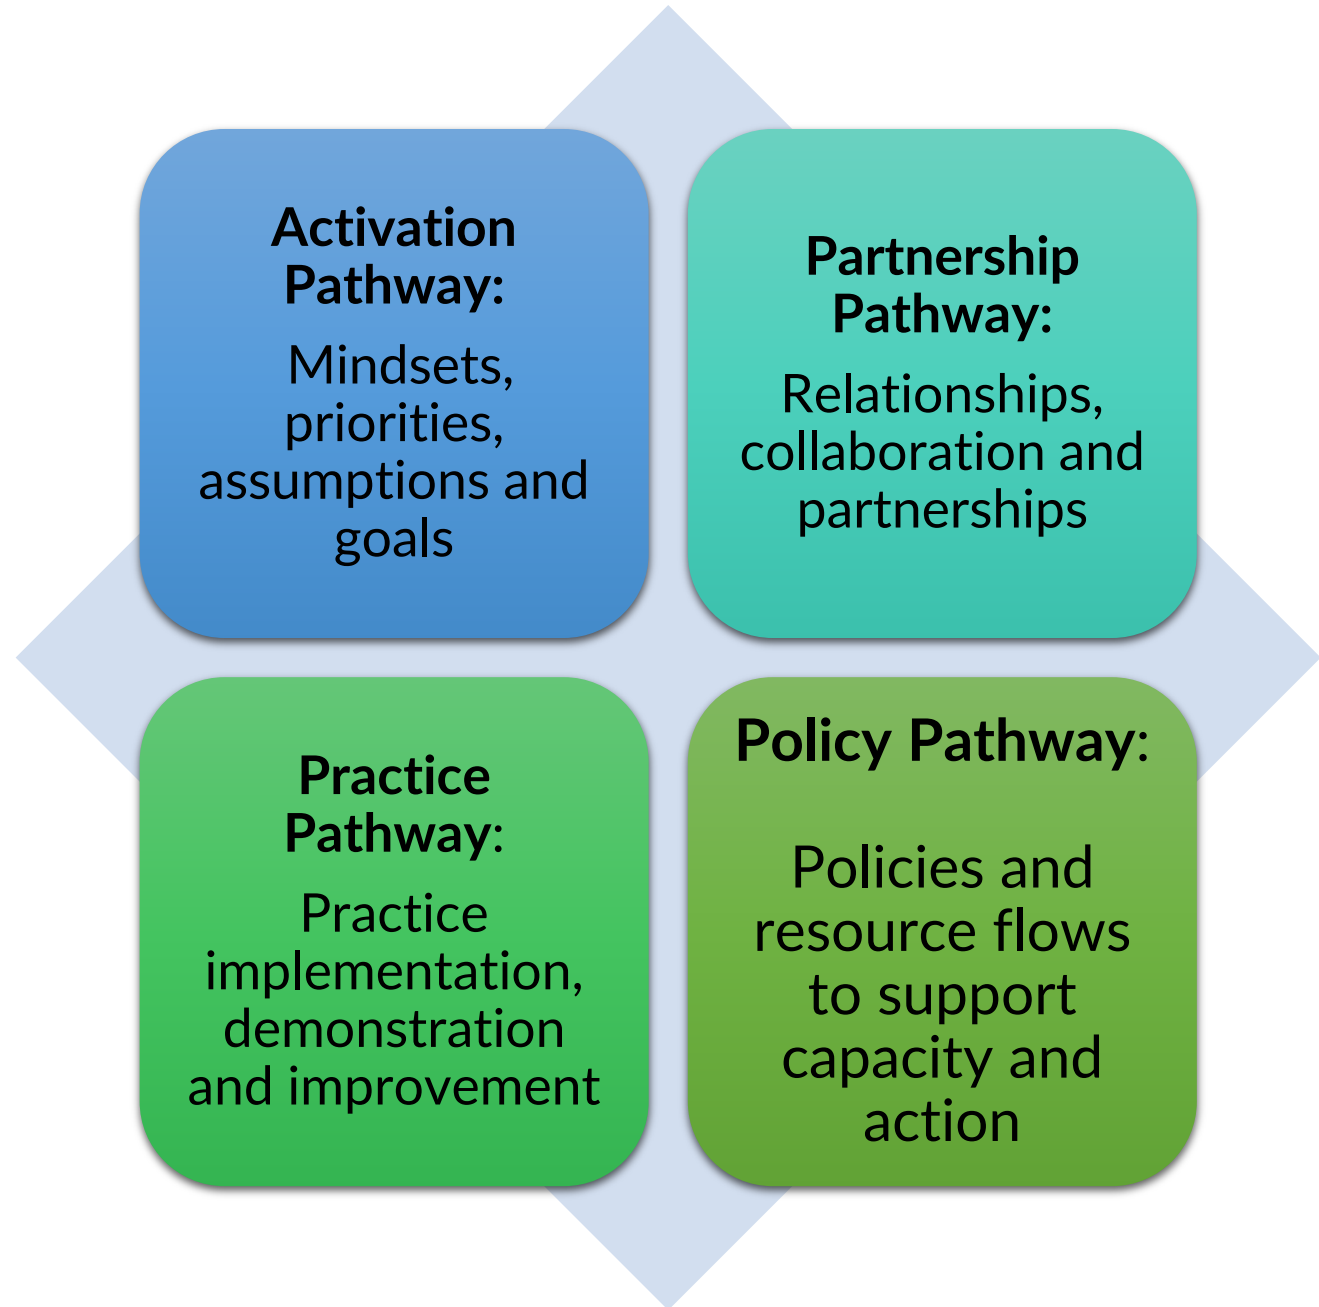 Activation
Pathway:
Mindsets,
priorities,
assumptions and
goals
Partnership
Pathway:
Relationships,
collaboration and
partnerships
Practice
Pathway:
Practice
implementation,
demonstration
and improvement
Policy Pathway:
Policies and
resource flows
to support
capacity and
action